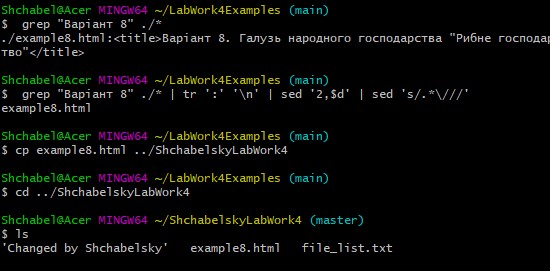 Shchabel@Acer MINGW64 ~/LabWork4Examples (main)
$  grep "Варіант 8" ./*
./example8.html:<title>Варіант 8. Галузь народного господарства "Рибне господарс
тво"</title>

Shchabel@Acer MINGW64 ~/LabWork4Examples (main)
$  grep "Варіант 8" ./* | tr ':' '\n' | sed '2,$d' | sed 's/.*\///'
example8.html

Shchabel@Acer MINGW64 ~/LabWork4Examples (main)
$ cp example8.html ../ShchabelskyLabWork4

Shchabel@Acer MINGW64 ~/LabWork4Examples (main)
$ cd ../ShchabelskyLabWork4

Shchabel@Acer MINGW64 ~/ShchabelskyLabWork4 (master)
$ ls
'Changed by Shchabelsky'   example8.html   file_list.txt